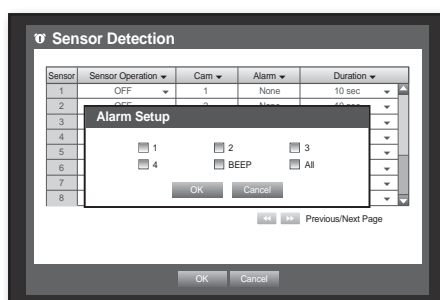 Sensor Detection
Sensor Sensor Operation Cam Alarm Duration
1 OFF 1 None 10 sec
2
3
4
5
6
7
8
Alarm Setup
1 2 3
4 BEEP All
OK Cancel
Previous/Next Page
OK Cancel